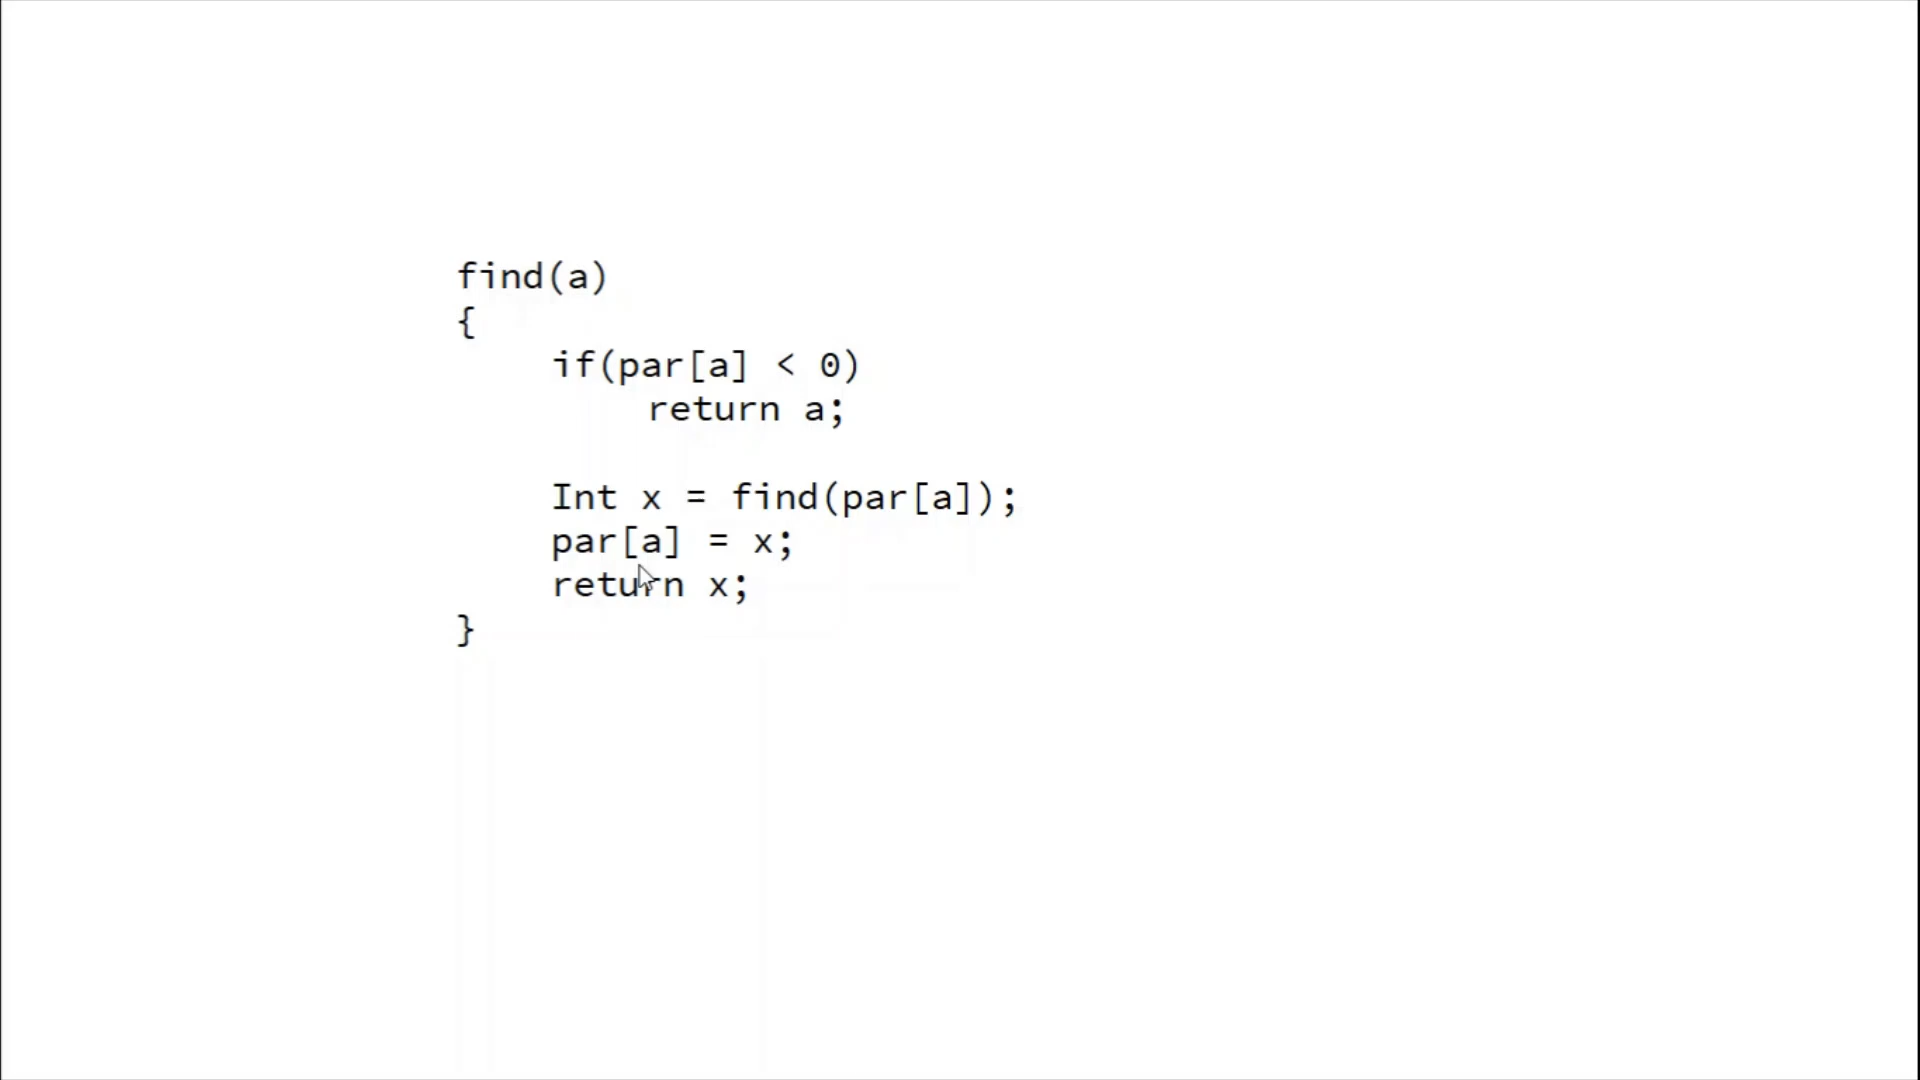 find(a)
{
if(par[a] < 0)
return a;
Int x = find(par[a]);
par[a] = x;
return x;
}